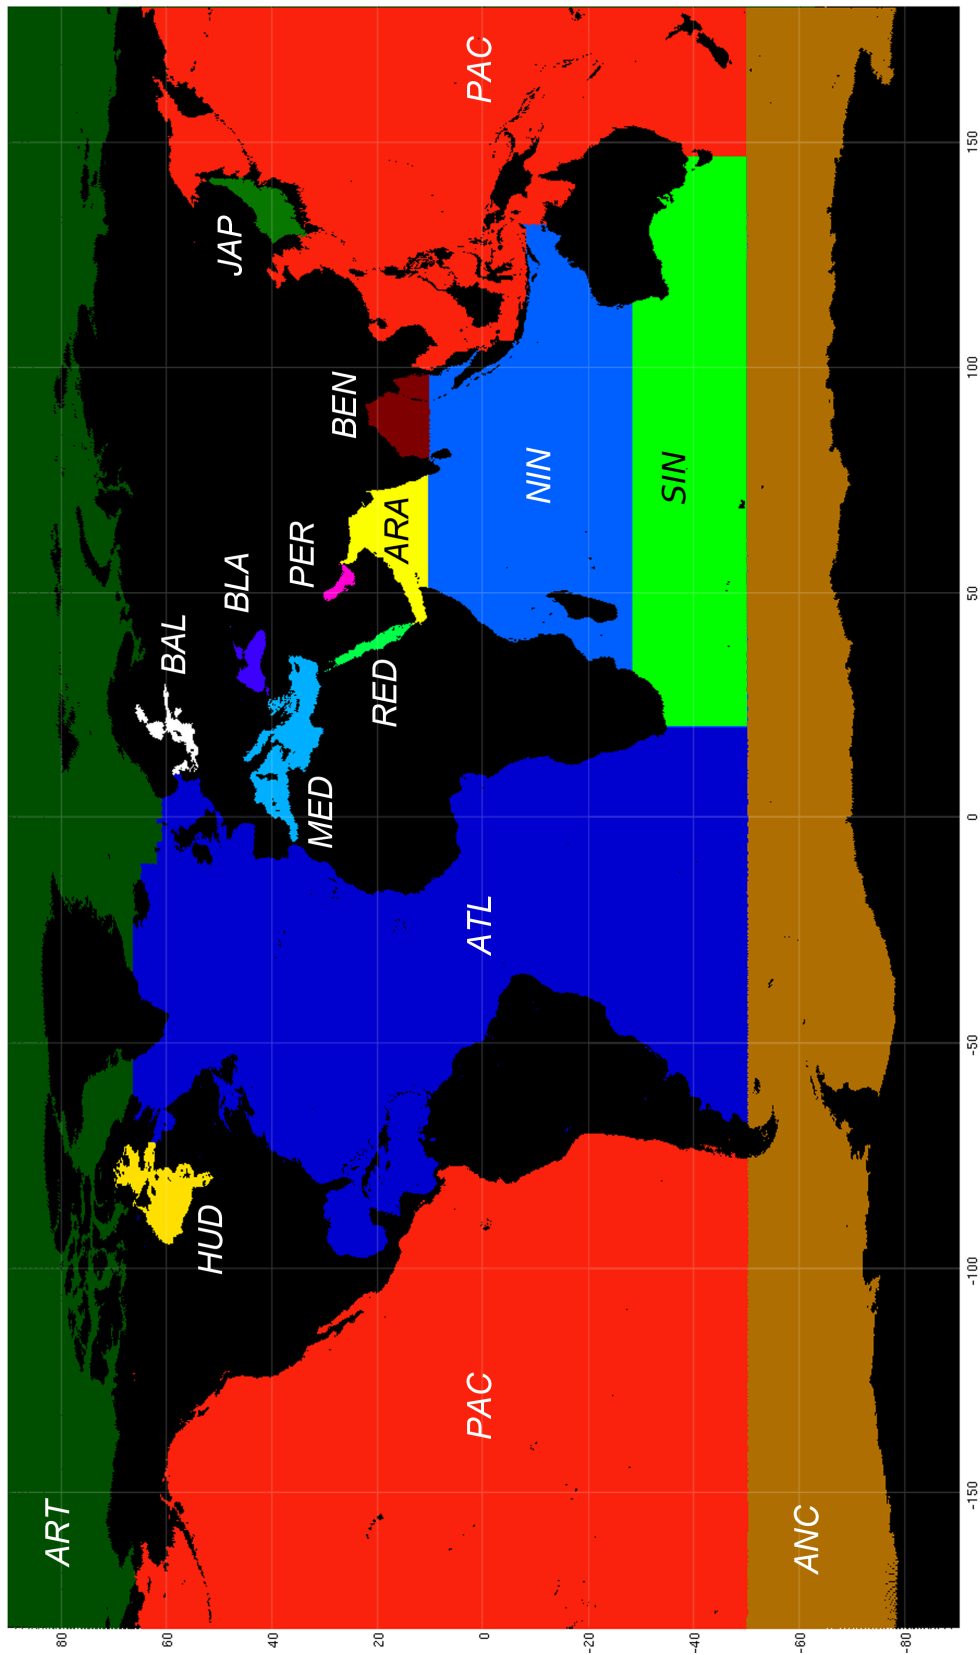 ART
HUD
BAL
BLA
JAP
MED
PER
BEN
RED
ARA
PAC
ATL
PAC
NIN
SIN
ANC
80
60
40
20
0
-20
-40
-60
-80
-150
-100
-50
0
50
100
150